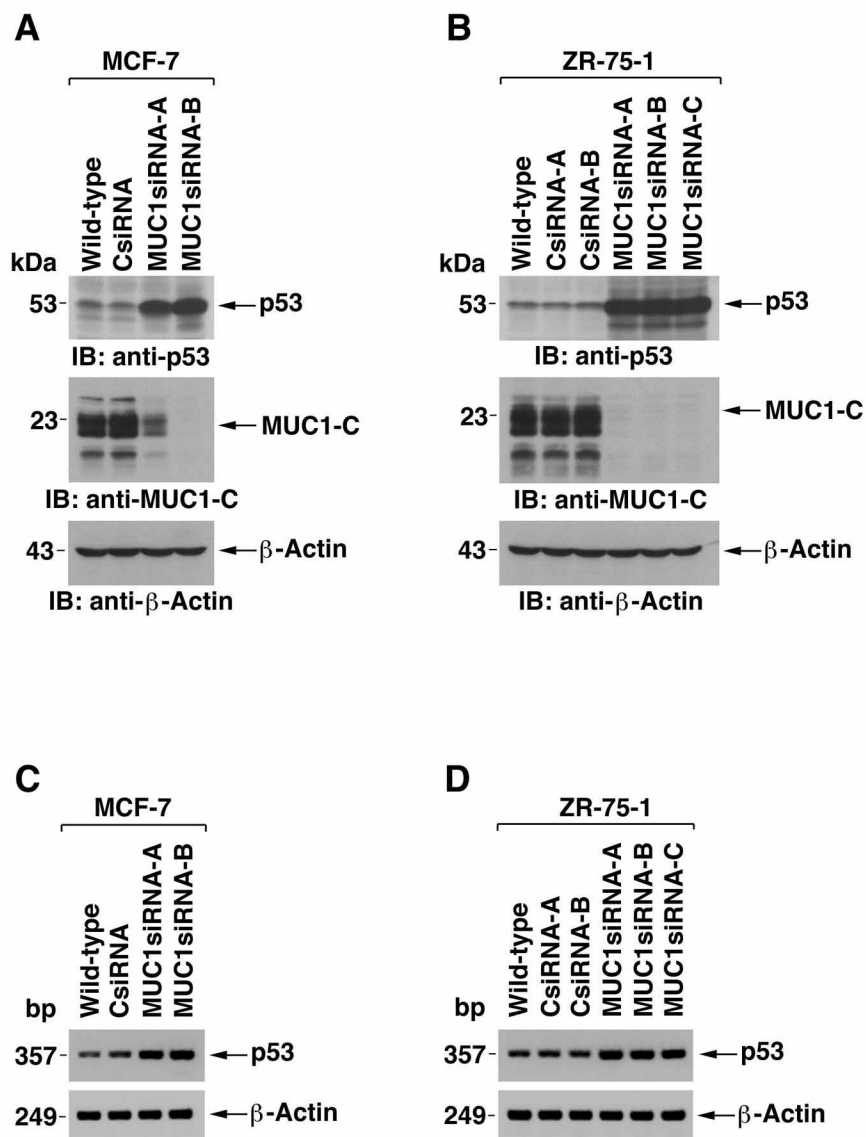 A
MCF-7
Wild-type
CsiRNA
MUC1siRNA-A
MUC1siRNA-B
kDa
53
p53
IB: anti-p53
23
MUC1-C
IB: anti-MUC1-C
43
β-Actin
IB: anti-β-Actin
B
ZR-75-1
Wild-type
CsiRNA-A
CsiRNA-B
MUC1siRNA-A
MUC1siRNA-B
MUC1siRNA-C
kDa
53
p53
IB: anti-p53
23
MUC1-C
IB: anti-MUC1-C
43
β-Actin
IB: anti-β-Actin
C
MCF-7
Wild-type
CsiRNA
MUC1siRNA-A
MUC1siRNA-B
bp
357
p53
249
β-Actin
D
ZR-75-1
Wild-type
CsiRNA-A
CsiRNA-B
MUC1siRNA-A
MUC1siRNA-B
MUC1siRNA-C
bp
357
p53
249
β-Actin